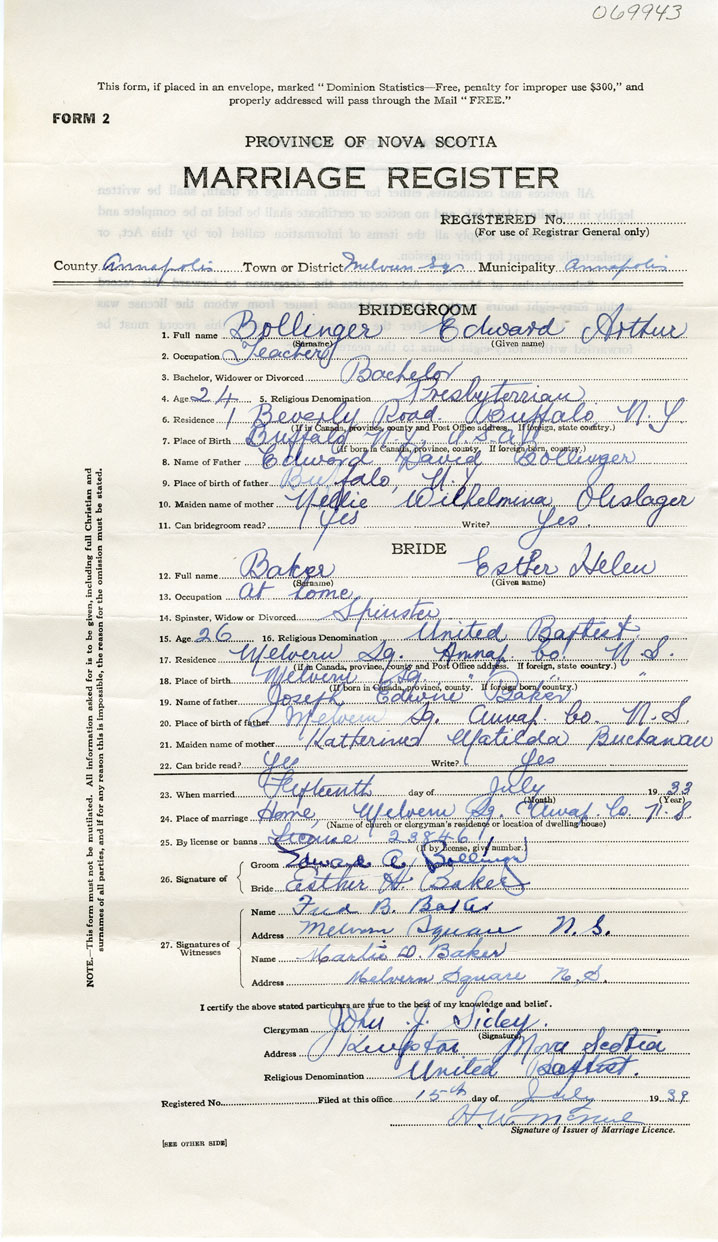 069943
This form, if placed in an envelope, marked "Dominion Statistics—Free, penalty for improper use $300," and
properly addressed will pass through the Mail "FREE."
FORM 2
PROVINCE OF NOVA SCOTIA
MARRIAGE REGISTER
REGISTERED No.
(For use of Registrar General only)
County Annapolis Town or District Melvern Sq Municipality Annapolis
BRIDEGROOM
1. Full name Bollinger Edward Arthur
(Surname) (Given name)
2. Occupation Teacher
3. Bachelor, Widower or Divorced Bachelor
4. Age 24 5. Religious Denomination Presbyterian
6. Residence 1 Beverly Road Buffalo, N.Y
(If in Canada, province, county and Post Office address. If foreign, state country.)
7. Place of Birth Buffalo N.Y. U.S.A.
(If born in Canada, province, county. If foreign born, country.)
8. Name of Father Edward David Bollinger
9. Place of birth of father Buffalo, N.Y.
10. Maiden name of mother Nellie Wilhelmina Ohslager
11. Can bridegroom read? Yes Write? Yes
BRIDE
12. Full name Baker Esther Helen
(Surname) (Given name)
13. Occupation at home
14. Spinster, Widow or Divorced Spinster
15. Age 26 16. Religious Denomination United Baptist
17. Residence Melvern Sq. Annap Co. N.S.
(If in Canada, province, county and Post Office address. If foreign, state country.)
18. Place of birth Melvern Sq. " " "
(If born in Canada, province, county. If foreign born, country.)
19. Name of father Joseph Edwin Baker
20. Place of birth of father Melvern Sq. Annap. Co. N.S.
21. Maiden name of mother Katherine Matilda Buchanan
22. Can bride read? Yes Write? Yes
23. When married Fifteenth day of July 19
(Month) (Year)
24. Place of marriage Home, Melvern Sq. Annap. Co. N.S
(Name of church or clergyman's residence or location of dwelling house)
25. By license or banns License 23846
(If by License, give number.)
26. Signature of Groom Edward A. Bollinger
Bride Esther H. Baker
27. Signatures of Witnesses
Name Fred B. Baker
Address Melvern Square N.S.
Name D. Baker
Address Melvern Square N.S.
I certify the above stated particulars are true to the best of my knowledge and belief.
Clergyman John J. Sidey
(Signature)
Address Kingston Nova Scotia
Religious Denomination United Baptist.
Registered No. Filed at this office 15th day of July 1939
H.W.
Signature of Issuer of Marriage Licence.
[SEE OTHER SIDE]
NOTE.—This form must not be mutilated. All information asked for is to be given, including full Christian and
surnames of all parties, and if for any reason this is impossible, the reason for the omission must be stated.